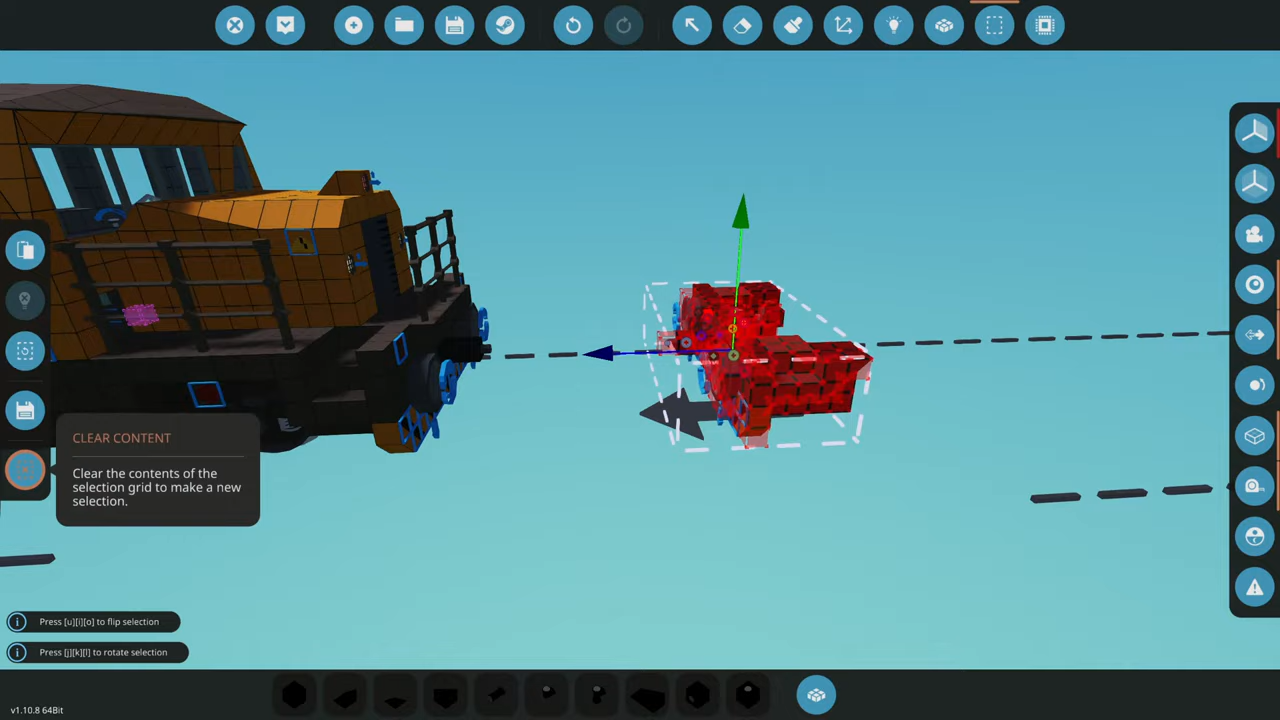 CLEAR CONTENT
Clear the contents of the
selection grid to make a new
selection.
Press [u][i][o] to flip selection
Press [j][k][l] to rotate selection
v1.10.8 64Bit